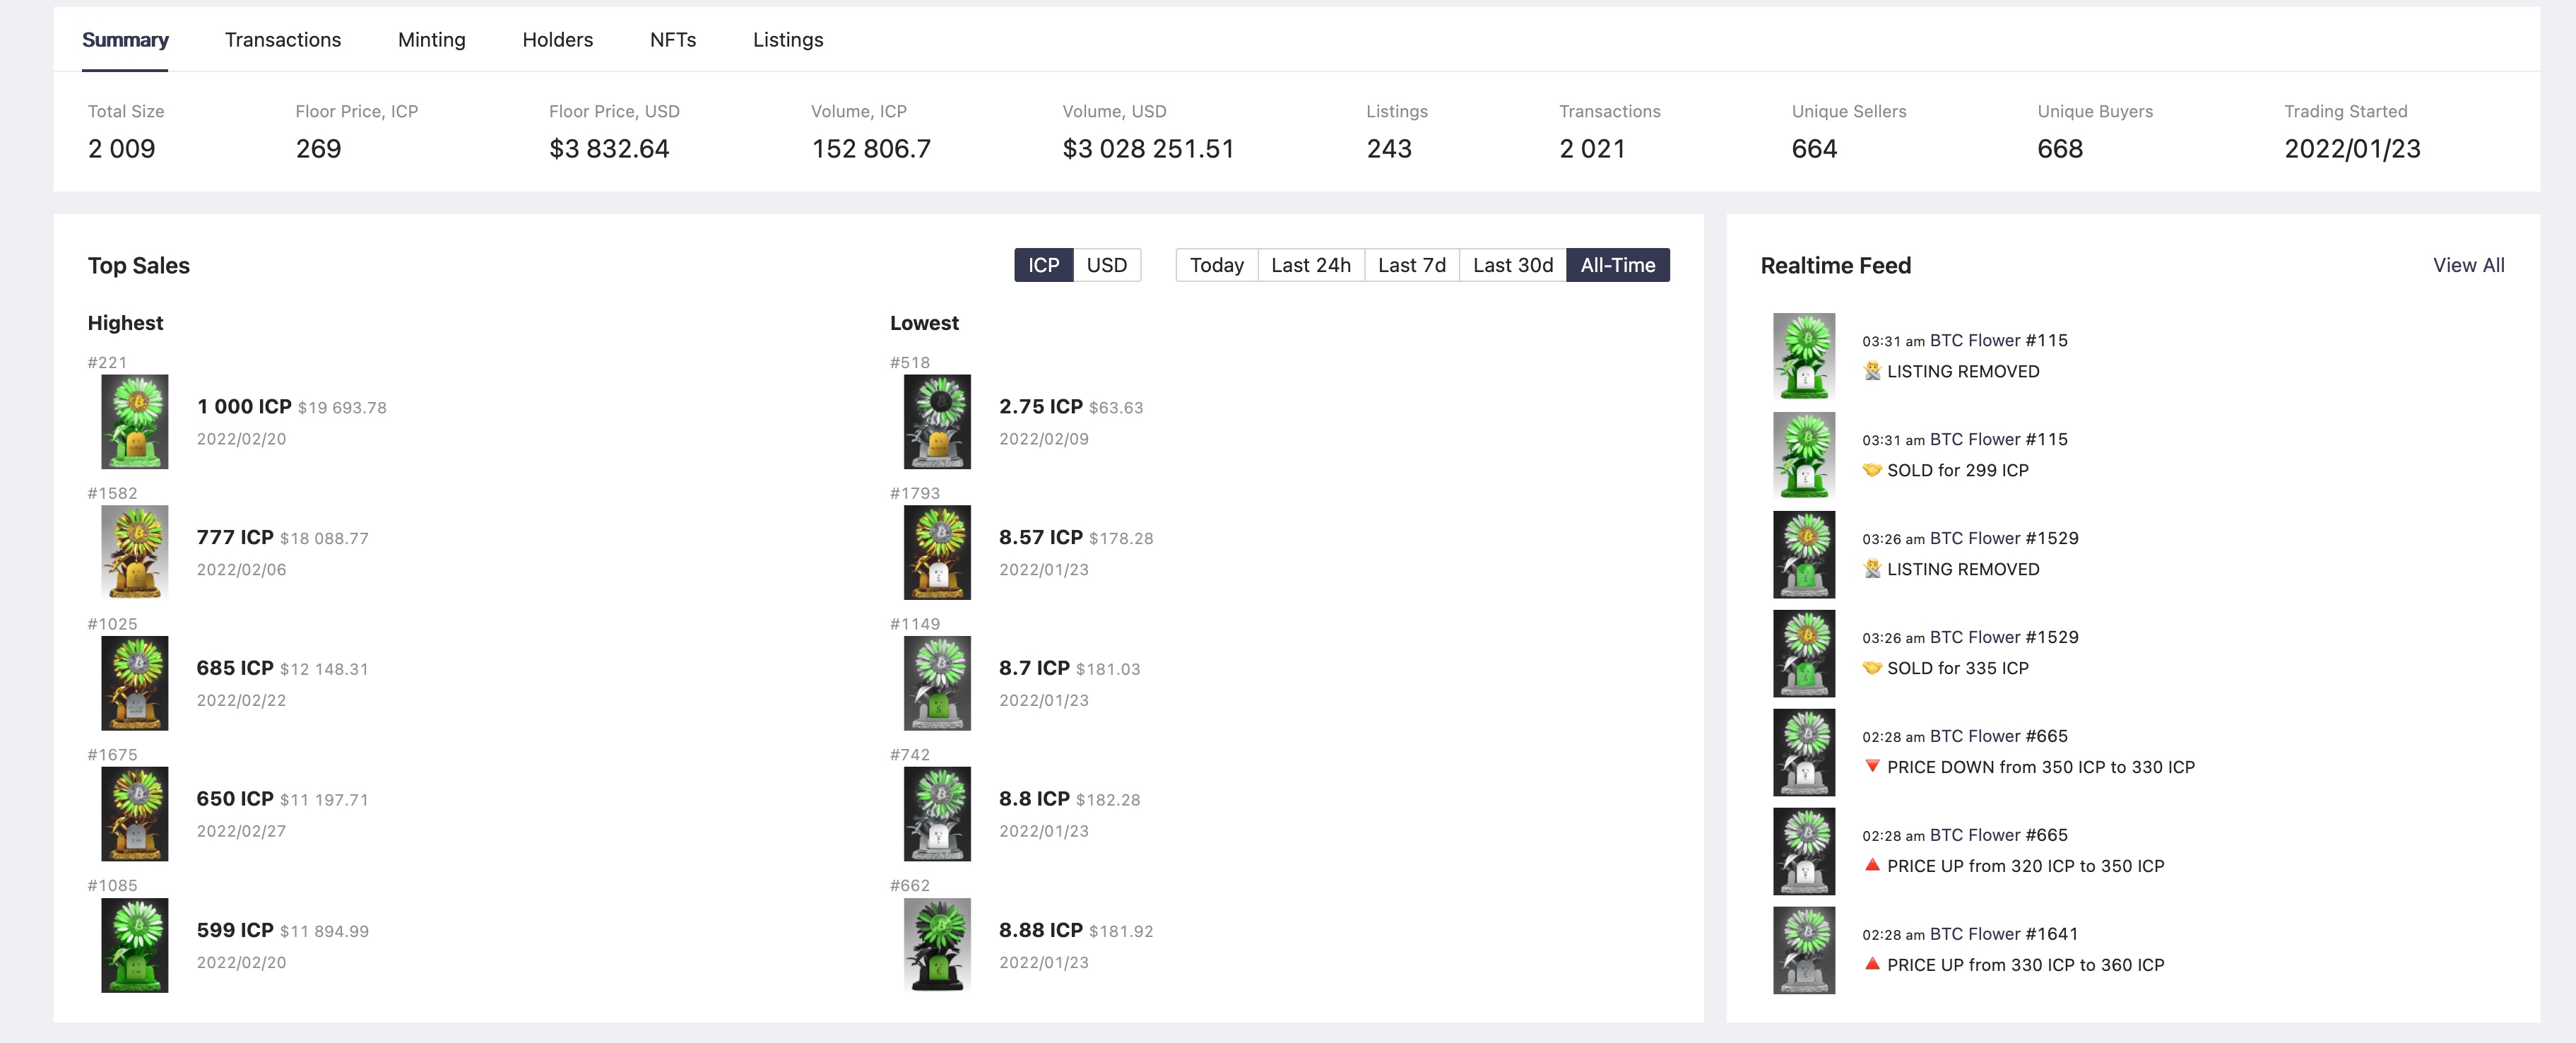 Summary Transactions Minting Holders NFTs Listings
Total Size Floor Price, ICP Floor Price, USD Volume, ICP Volume, USD Listings Transactions Unique Sellers Unique Buyers Trading Started
2 009 269 $3 832.64 152 806.7 $3 028 251.51 243 2 021 664 668 2022/01/23
Top Sales ICP USD Today Last 24h Last 7d Last 30d All-Time
Highest
#221
1 000 ICP $19 693.78
2022/02/20
#1582
777 ICP $18 088.77
2022/02/06
#1025
685 ICP $12 148.31
2022/02/22
#1675
650 ICP $11 197.71
2022/02/27
#1085
599 ICP $11 894.99
2022/02/20
Lowest
#518
2.75 ICP $63.63
2022/02/09
#1793
8.57 ICP $178.28
2022/01/23
#1149
8.7 ICP $181.03
2022/01/23
#742
8.8 ICP $182.28
2022/01/23
#662
8.88 ICP $181.92
2022/01/23
Realtime Feed View All
03:31 am BTC Flower #115
LISTING REMOVED
03:31 am BTC Flower #115
SOLD for 299 ICP
03:26 am BTC Flower #1529
LISTING REMOVED
03:26 am BTC Flower #1529
SOLD for 335 ICP
02:28 am BTC Flower #665
PRICE DOWN from 350 ICP to 330 ICP
02:28 am BTC Flower #665
PRICE UP from 320 ICP to 350 ICP
02:28 am BTC Flower #1641
PRICE UP from 330 ICP to 360 ICP